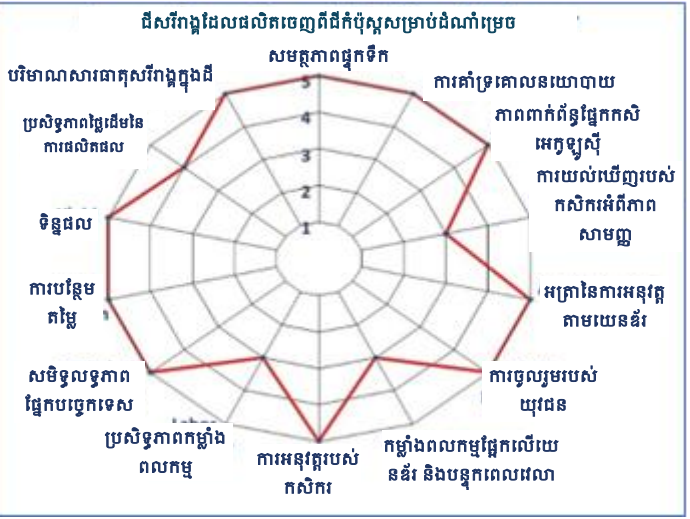 ជីសរីរាង្គដែលផលិតចេញពីជីកំប៉ុស្តសម្រាប់ដំណាំម្រេច
សមត្ថភាពផ្ទុកទឹក
ការគាំទ្រគោលនយោបាយ
ភាពពាក់ព័ន្ធផ្នែកកសិ
អេកូឡូស៊ី
ការយល់ឃើញរបស់
កសិករអំពីភាព
សាមញ្ញ
អត្រានៃការអនុវត្ត
តាមយេនឌ័រ
ការចូលរួមរបស់
យុវជន
កម្លាំងពលកម្មផ្អែកលើយេ
នឌ័រ និងបន្ទុកពេលវេលា
ការអនុវត្តរបស់
កសិករ
ប្រសិទ្ធភាពកម្លាំង
ពលកម្ម
សមិទ្ធលទ្ធភាព
ផ្នែកបច្ចេកទេស
ការបន្ថែម
តម្លៃ
ទិន្នផល
ប្រសិទ្ធភាពថ្លៃដើមនៃ
ការផលិតផល
បរិមាណសារធាតុសរីរាង្គក្នុងដី
5
4
3
2
1